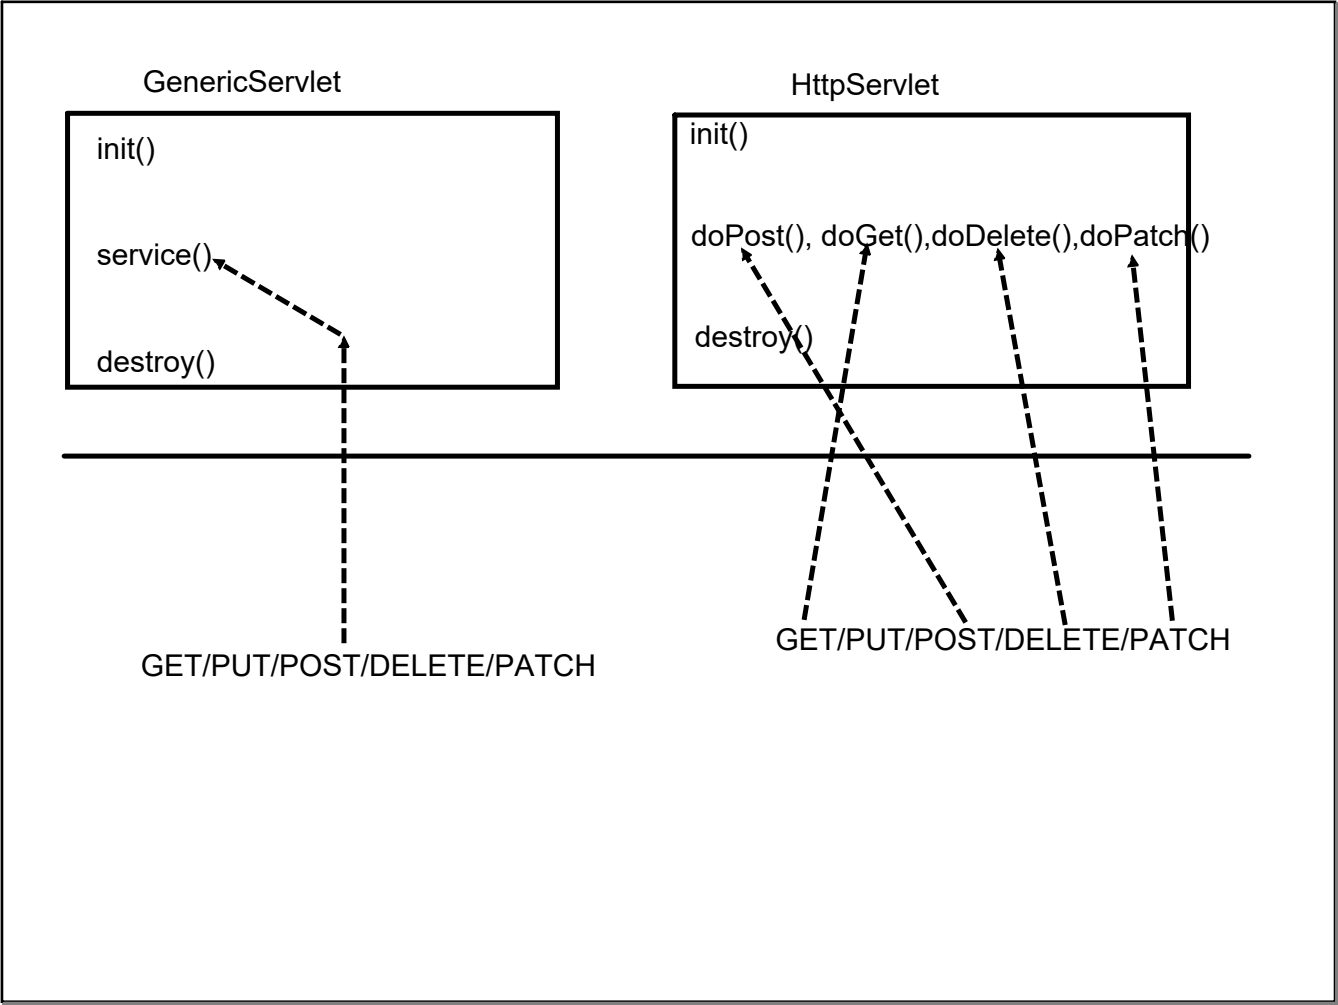 GenericServlet
init()
service()
destroy()
GET/PUT/POST/DELETE/PATCH
HttpServlet
init()
doPost(), doGet(),doDelete(),doPatch()
destroy()
GET/PUT/POST/DELETE/PATCH